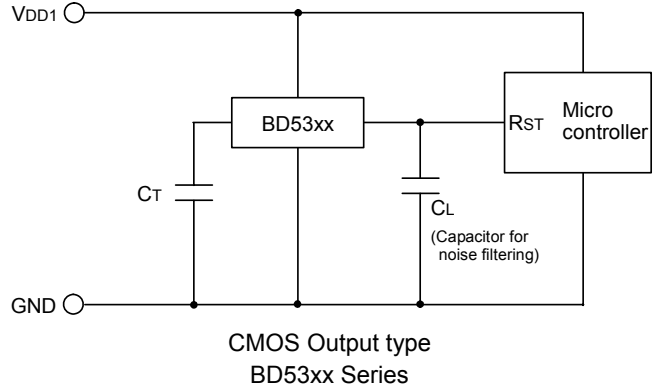 VDD1
BD53xx
RST
Micro
controller
CT
CL
(Capacitor for
noise filtering)
GND
CMOS Output type
BD53xx Series